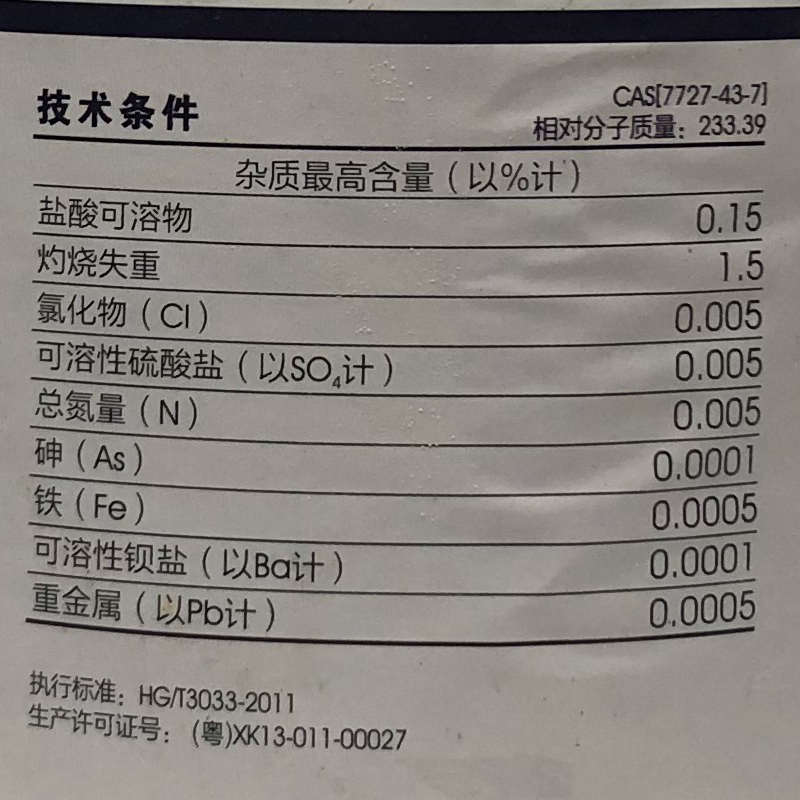 技术条件
CAS[7727-43-7]
相对分子质量：233.39
杂质最高含量（以%计）
盐酸可溶物 0.15
灼烧失重 1.5
氯化物（Cl） 0.005
可溶性硫酸盐（以SO₄计） 0.005
总氮量（N） 0.005
砷（As） 0.0001
铁（Fe） 0.0005
可溶性钡盐（以Ba计） 0.0001
重金属（以Pb计） 0.0005
执行标准：HG/T3033-2011
生产许可证号：(粤)XK13-011-00027